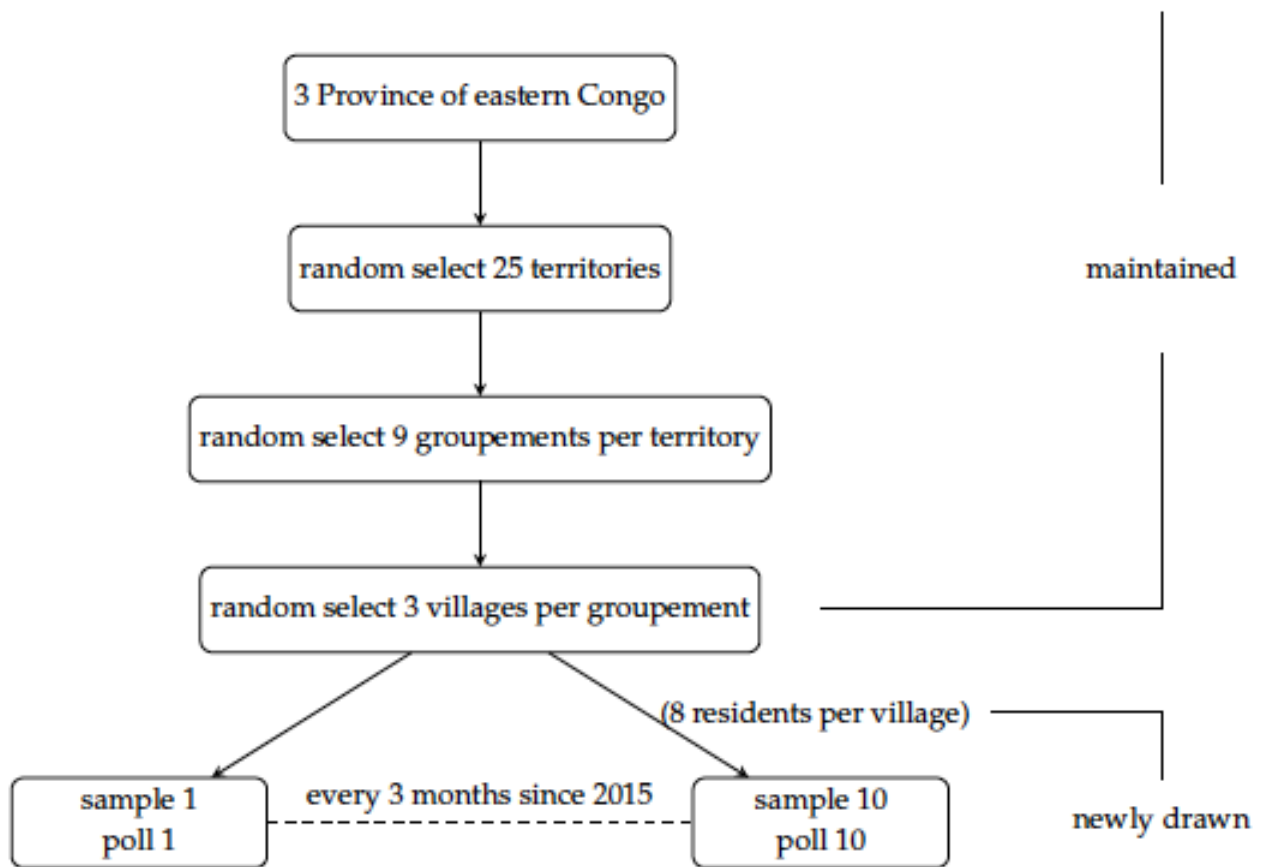 3 Province of eastern Congo
random select 25 territories
maintained
random select 9 groupements per territory
random select 3 villages per groupement
(8 residents per village)
sample 1
poll 1
every 3 months since 2015
sample 10
poll 10
newly drawn